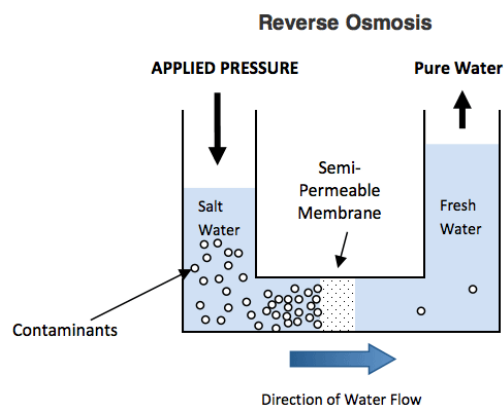 Reverse Osmosis
APPLIED PRESSURE
Pure Water
Semi-
Permeable
Membrane
Salt
Water
Fresh
Water
Contaminants
Direction of Water Flow